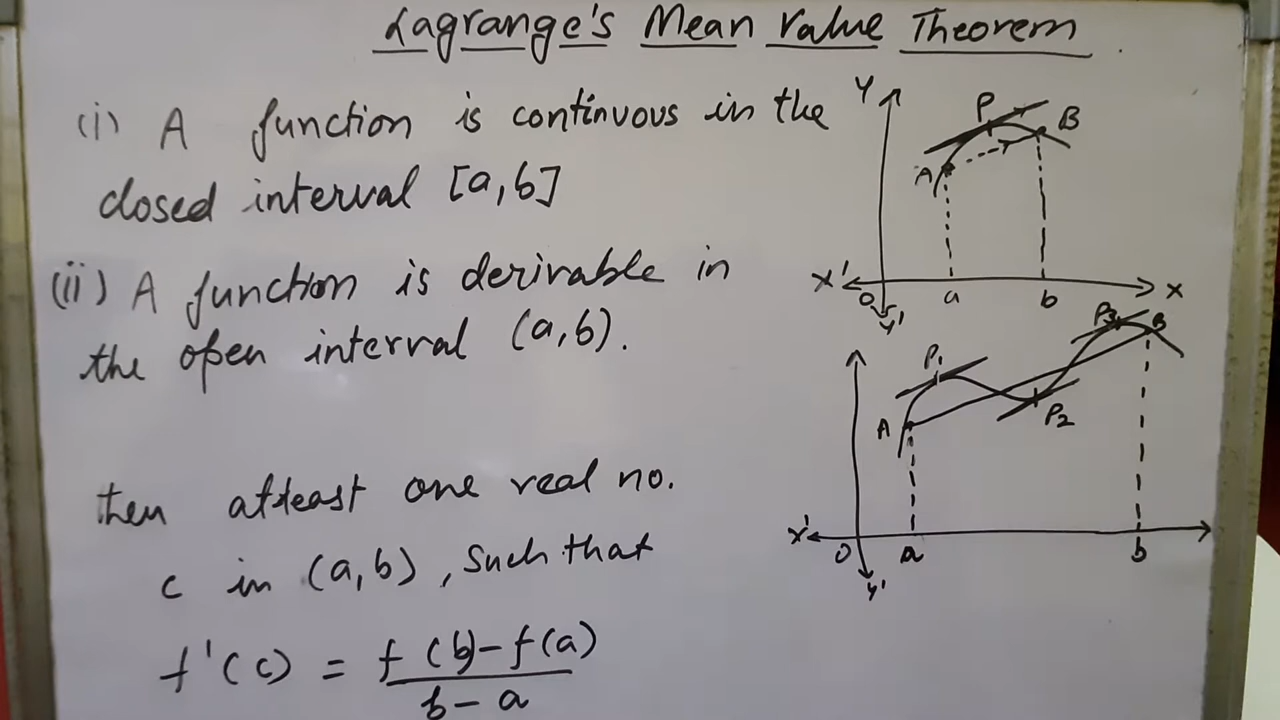 Lagrange's Mean Value Theorem
(i) A function is continuous in the
closed interval [a,b]
(ii) A function is derivable in
the open interval (a,b).
then atleast one real no.
c in (a,b), such that
f'(c) = f(b)-f(a)
b-a
Y
P
B
A
X' O a b X
Y'
P3 B
P1
A
P2
X' O a b
Y'